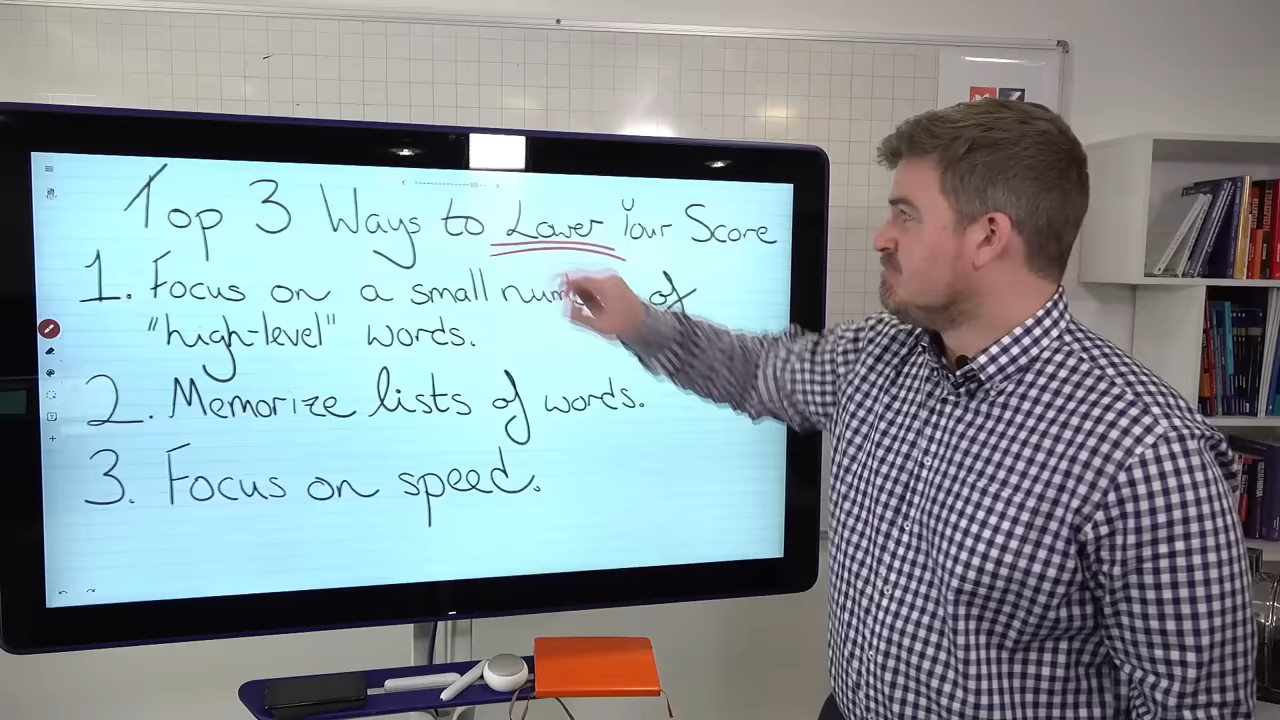 Top 3 Ways to Lower Your Score
1. Focus on a small of
"high-level" words.
2. Memorize lists of words.
3. Focus on speed.